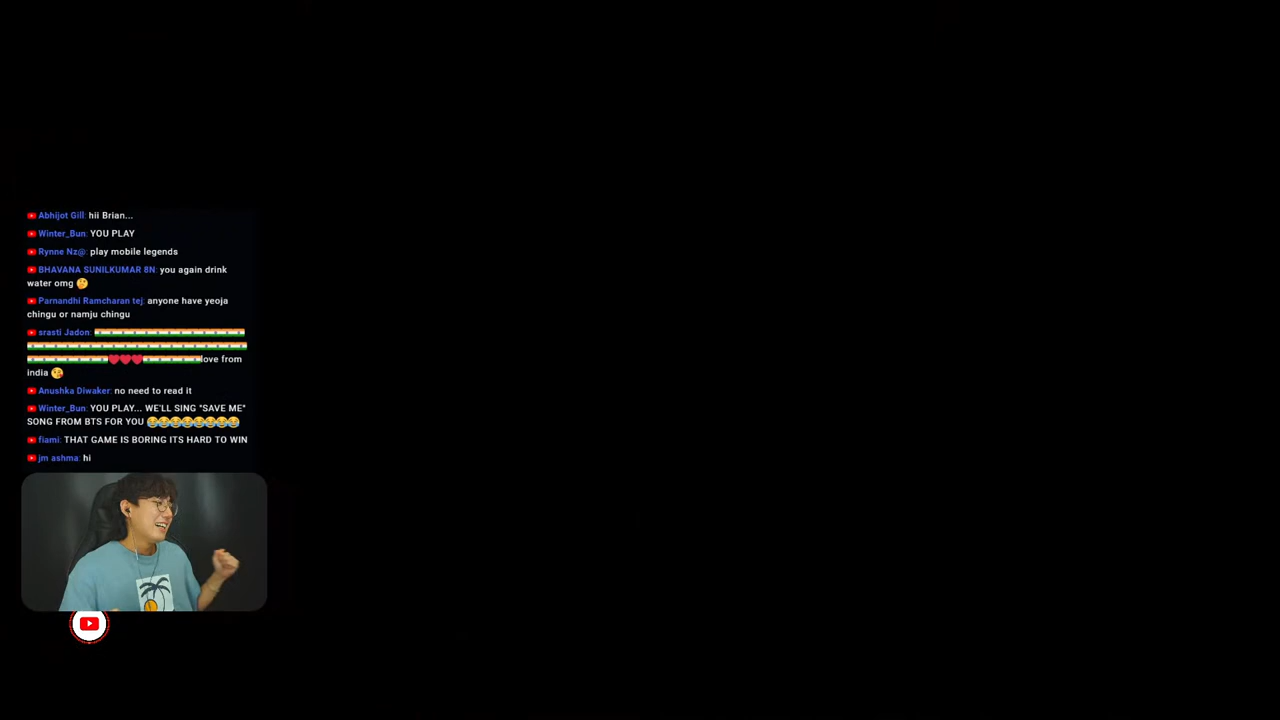 Abhijot Gill: hii Brian...
Winter_Bun: YOU PLAY
Rynne Nz@: play mobile legends
BHAVANA SUNILKUMAR 8N: you again drink
water omg 🤔
Parnandhi Ramcharan tej: anyone have yeoja
chingu or namju chingu
srasti Jadon: 🇮🇳🇮🇳🇮🇳🇮🇳🇮🇳🇮🇳🇮🇳🇮🇳🇮🇳🇮🇳🇮🇳🇮🇳🇮🇳
🇮🇳🇮🇳🇮🇳🇮🇳🇮🇳🇮🇳🇮🇳🇮🇳🇮🇳🇮🇳🇮🇳🇮🇳🇮🇳🇮🇳🇮🇳🇮🇳🇮🇳🇮🇳🇮🇳
🇮🇳🇮🇳🇮🇳🇮🇳🇮🇳🇮🇳🇮🇳❤️❤️❤️🇮🇳🇮🇳🇮🇳🇮🇳🇮🇳love from
india 😘
Anushka Diwaker: no need to read it
Winter_Bun: YOU PLAY... WE'LL SING "SAVE ME"
SONG FROM BTS FOR YOU 😂😂😂😂😂😂😂😂
fiami: THAT GAME IS BORING ITS HARD TO WIN
jm ashma: hi